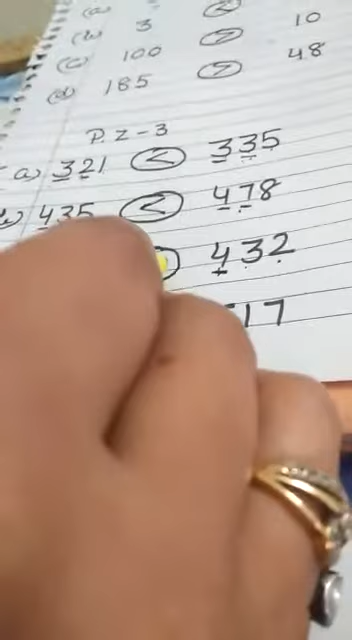 (a) <
(b) 3 > 10
(c) 100 > 48
(d) 185
P.Z-3
a) 321 < 335
b) 435 < 478
432
17